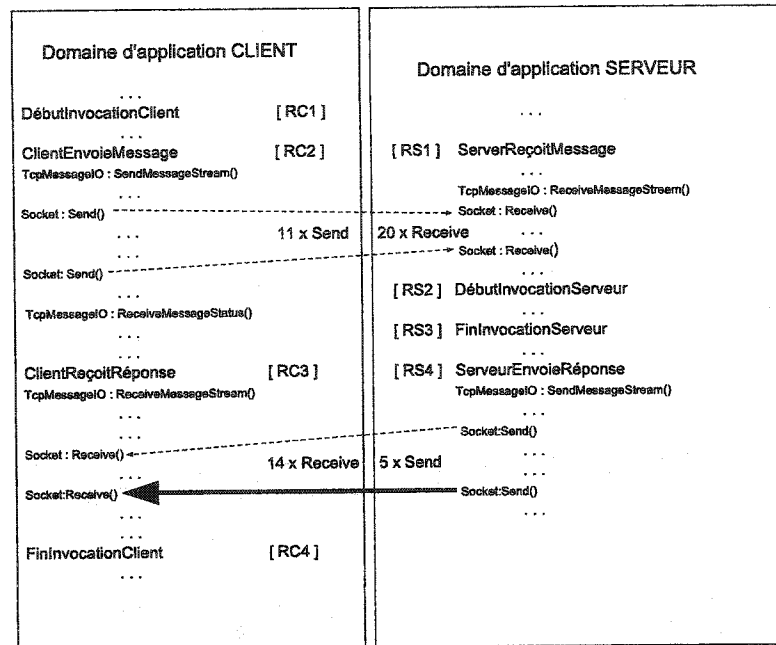 Domaine d'application CLIENT
...
DébutInvocationClient [ RC1 ]
...
ClientEnvoieMessage [ RC2 ]
TcpMessageIO : SendMessageStream()
...
Socket : Send()
...
11 x Send
...
Socket: Send()
...
TcpMessageIO : ReceiveMessageStatus()
...
...
ClientReçoitRéponse [ RC3 ]
TcpMessageIO : ReceiveMessageStream()
...
...
Socket : Receive()
14 x Receive
...
Socket:Receive()
...
...
FinInvocationClient [ RC4 ]
...
Domaine d'application SERVEUR
...
[ RS1 ] ServerReçoitMessage
...
TcpMessageIO : ReceiveMessageStream()
Socket : Receive()
20 x Receive
...
Socket : Receive()
...
[ RS2 ] DébutInvocationServeur
...
[ RS3 ] FinInvocationServeur
...
[ RS4 ] ServeurEnvoieRéponse
TcpMessageIO : SendMessageStream()
...
Socket:Send()
...
5 x Send
...
Socket:Send()
...